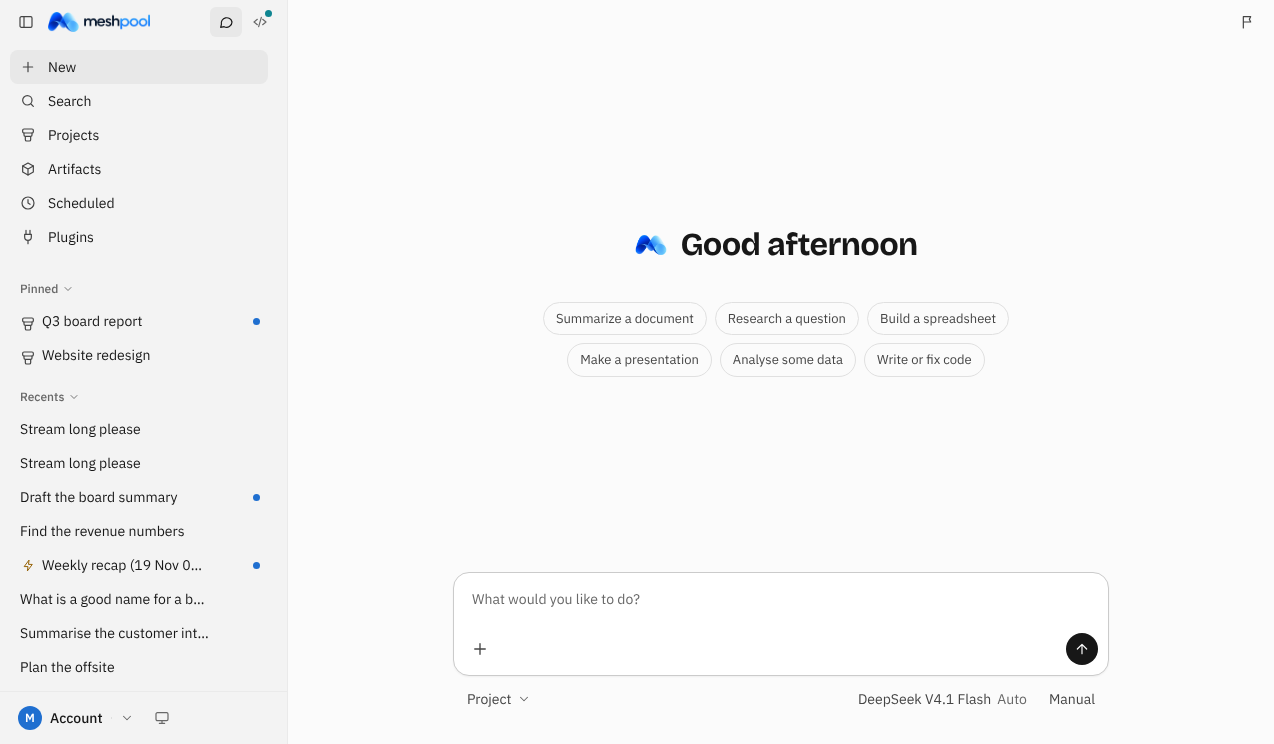 meshpool
New
Search
Projects
Artifacts
Scheduled
Plugins
Pinned
Q3 board report
Website redesign
Recents
Stream long please
Stream long please
Draft the board summary
Find the revenue numbers
Weekly recap (19 Nov 0...
What is a good name for a b...
Summarise the customer int...
Plan the offsite
M Account
Good afternoon
Summarize a document Research a question Build a spreadsheet
Make a presentation Analyse some data Write or fix code
What would you like to do?
Project DeepSeek V4.1 Flash Auto Manual